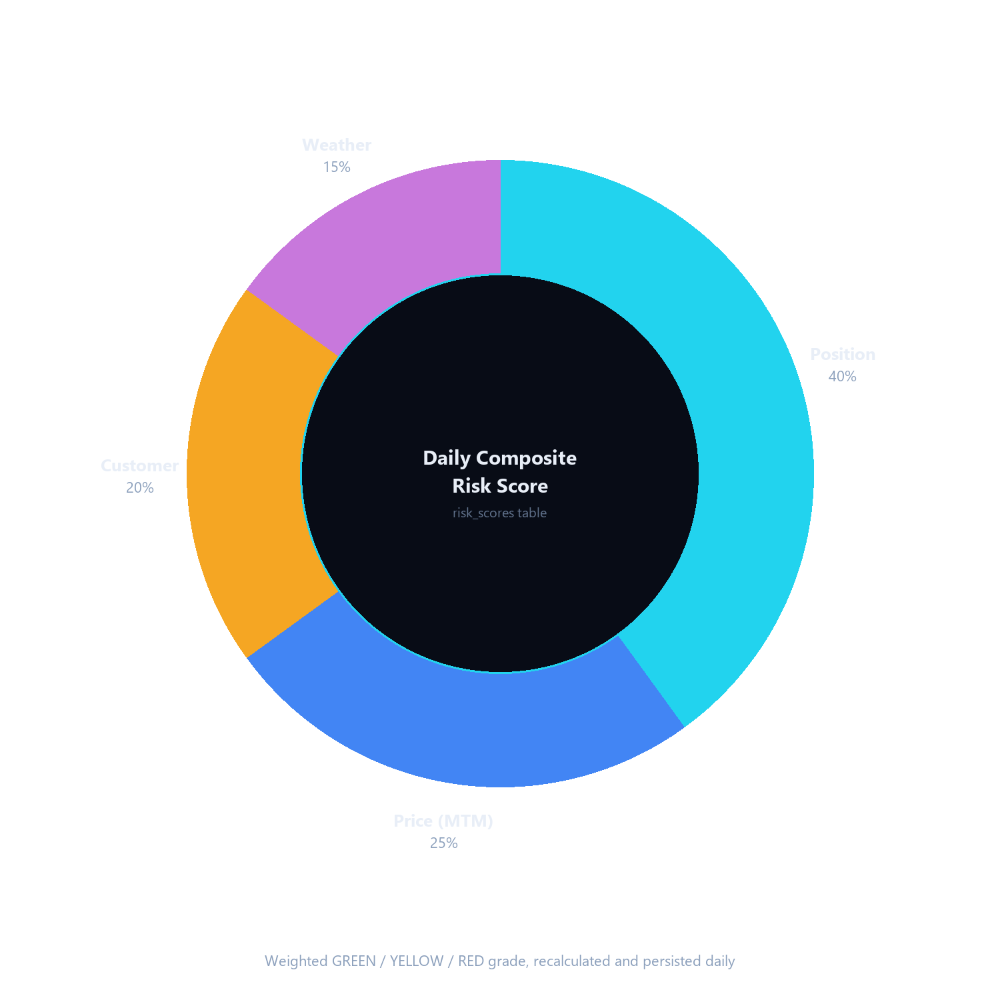 Weather
15%
Position
40%
Daily Composite
Risk Score
risk_scores table
Customer
20%
Price (MTM)
25%
Weighted GREEN / YELLOW / RED grade, recalculated and persisted daily